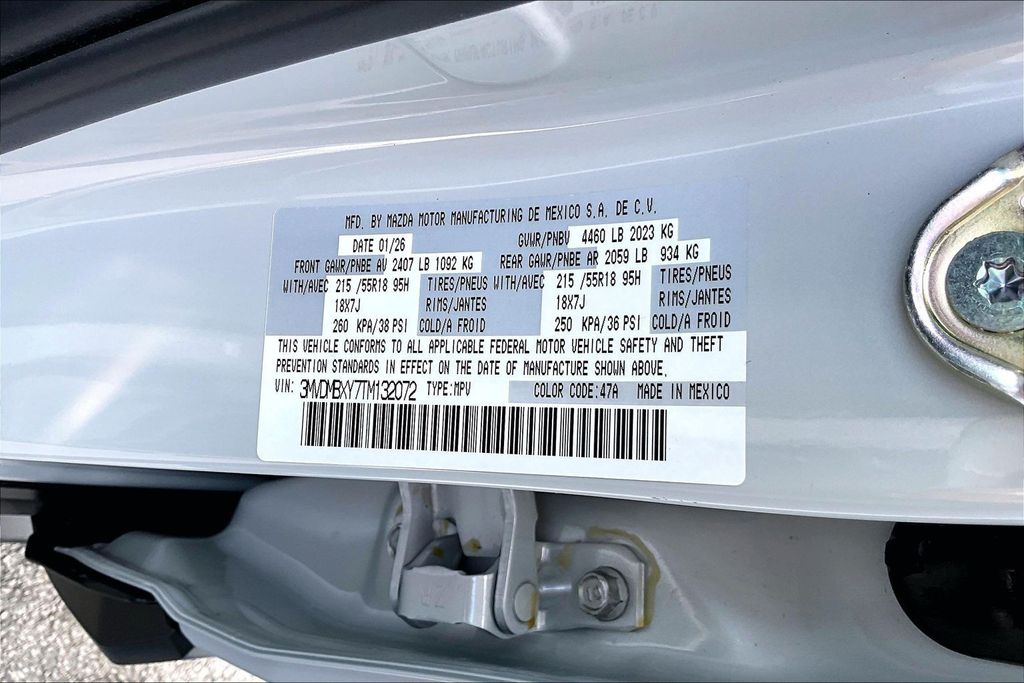 MFD. BY MAZDA MOTOR MANUFACTURING DE MEXICO S.A. DE C.V.
DATE 01/26 GVWR/PNBV 4460 LB 2023 KG
FRONT GAWR/PNBE AV 2407 LB 1092 KG REAR GAWR/PNBE AR 2059 LB 934 KG
WITH/AVEC 215 /55R18 95H TIRES/PNEUS WITH/AVEC 215 /55R18 95H TIRES/PNEUS
18X7J RIMS/JANTES 18X7J RIMS/JANTES
260 KPA/38 PSI COLD/A FROID 250 KPA/36 PSI COLD/A FROID
THIS VEHICLE CONFORMS TO ALL APPLICABLE FEDERAL MOTOR VEHICLE SAFETY AND THEFT
PREVENTION STANDARDS IN EFFECT ON THE DATE OF MANUFACTURE SHOWN ABOVE.
VIN: 3MVDMBXY7TM132072 TYPE:MPV COLOR CODE:47A MADE IN MEXICO